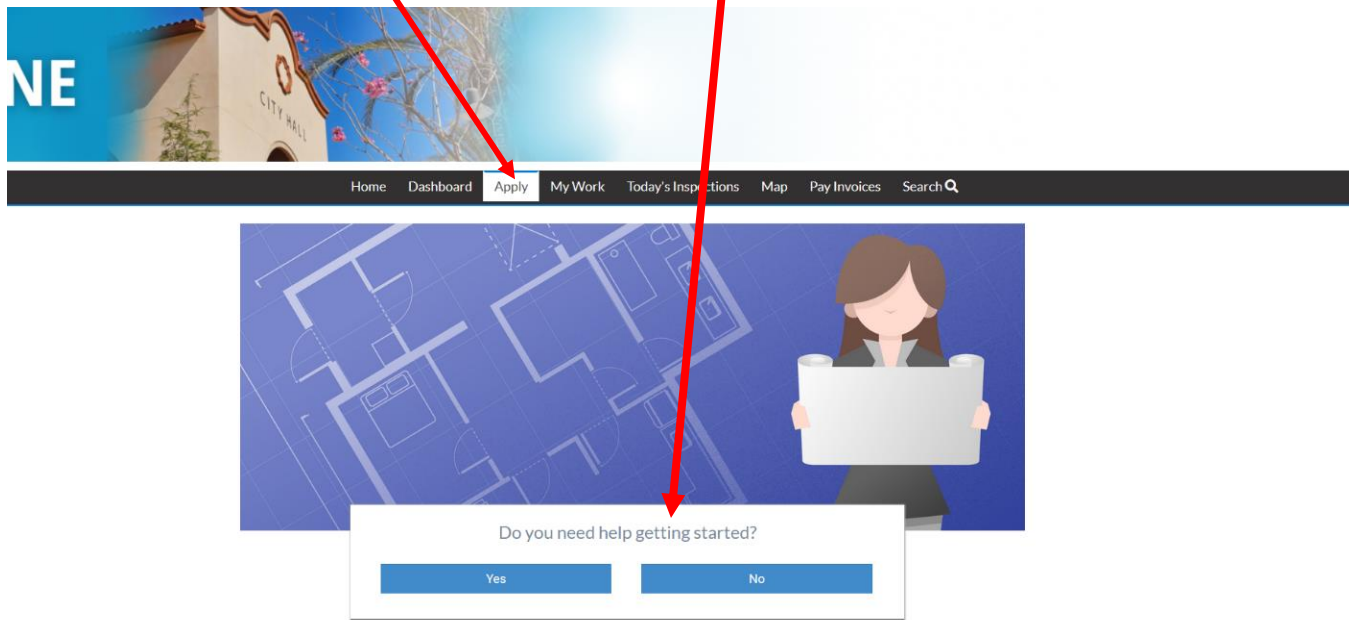 NE
CITY HALL
Home Dashboard Apply My Work Today's Inspections Map Pay Invoices Search
Do you need help getting started?
Yes No